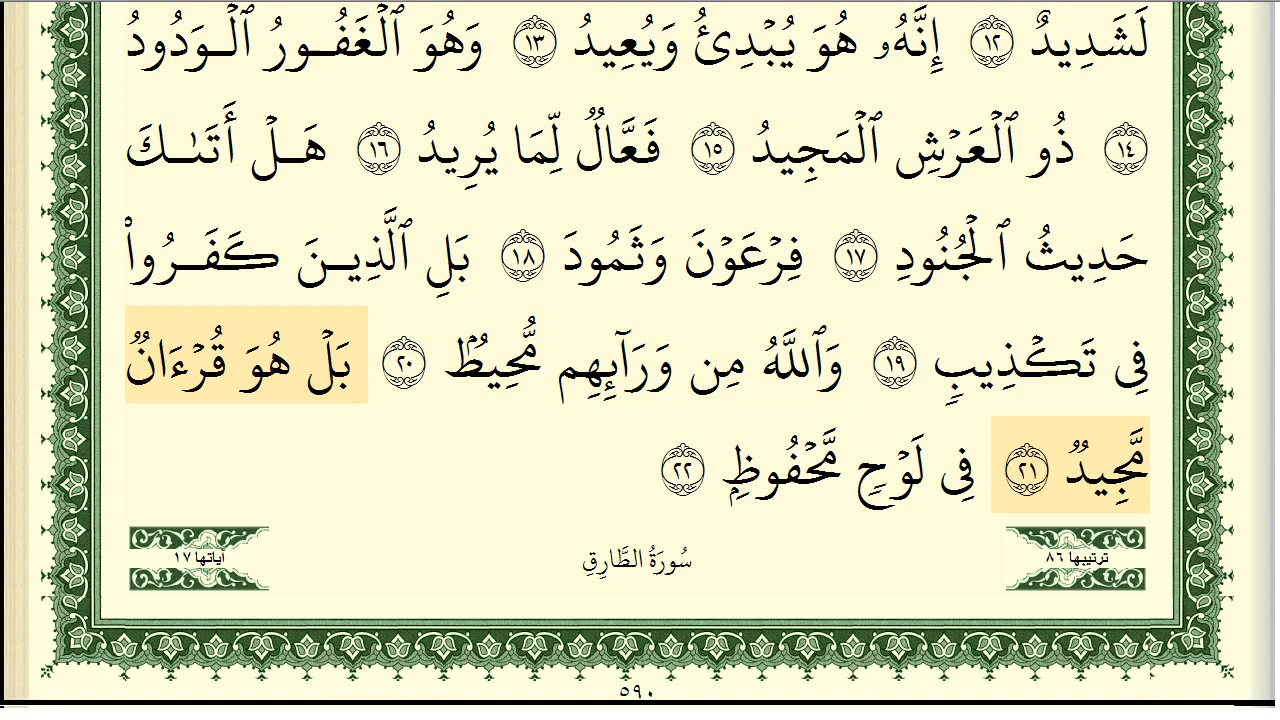 لَشَدِيدٌ ١٢ إِنَّهُۥ هُوَ يُبْدِئُ وَيُعِيدُ ١٣ وَهُوَ ٱلْغَفُورُ ٱلْوَدُودُ
١٤ ذُو ٱلْعَرْشِ ٱلْمَجِيدُ ١٥ فَعَّالٌ لِّمَا يُرِيدُ ١٦ هَلْ أَتَىٰكَ
حَدِيثُ ٱلْجُنُودِ ١٧ فِرْعَوْنَ وَثَمُودَ ١٨ بَلِ ٱلَّذِينَ كَفَرُوا۟
فِى تَكْذِيبٍ ١٩ وَٱللَّهُ مِن وَرَآئِهِم مُّحِيطٌۢ ٢٠ بَلْ هُوَ قُرْءَانٌ
مَّجِيدٌ ٢١ فِى لَوْحٍ مَّحْفُوظٍۭ ٢٢
ترتيبها ٨٦ سُورَةُ الطَّارِقِ آياتها ١٧
٥٩٠